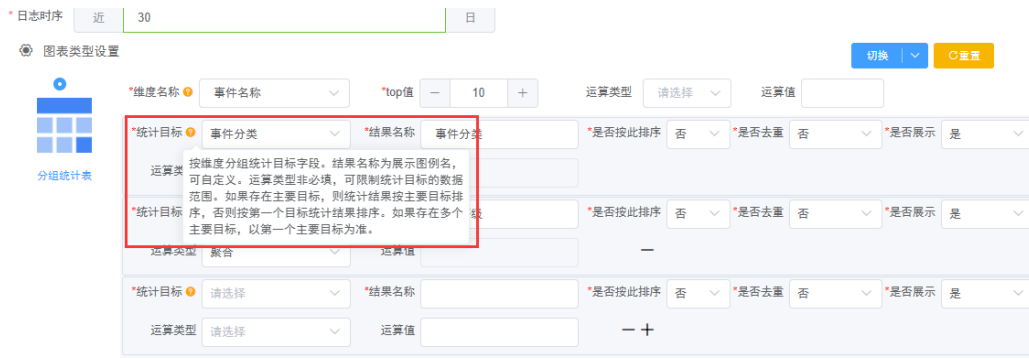 * 日志时序 近 30 日
图表类型设置 切换 重置
*维度名称 事件名称 *top值 — 10 + 运算类型 请选择 运算值
*统计目标 事件分类 *结果名称 事件分类 *是否按此排序 否 *是否去重 否 *是否展示 是
分组统计表
运算类
按维度分组统计目标字段。结果名称为展示图例名，
可自定义。运算类型非必填，可限制统计目标的数据
范围。如果存在主要目标，则统计结果按主要目标排
序，否则按第一个目标统计结果排序。如果存在多个
主要目标，以第一个主要目标为准。
*统计目标 级 *是否按此排序 否 *是否去重 否 *是否展示 是
运算类型 聚合 运算值 —
*统计目标 请选择 *结果名称 *是否按此排序 否 *是否去重 否 *是否展示 是
运算类型 请选择 运算值 — +